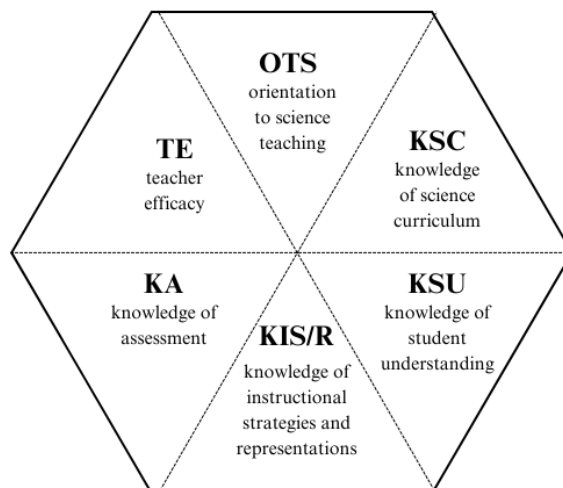 OTS
orientation
to science
teaching
TE
teacher
efficacy
KSC
knowledge
of science
curriculum
KA
knowledge of
assessment
KIS/R
knowledge of
instructional
strategies and
representations
KSU
knowledge of
student
understanding